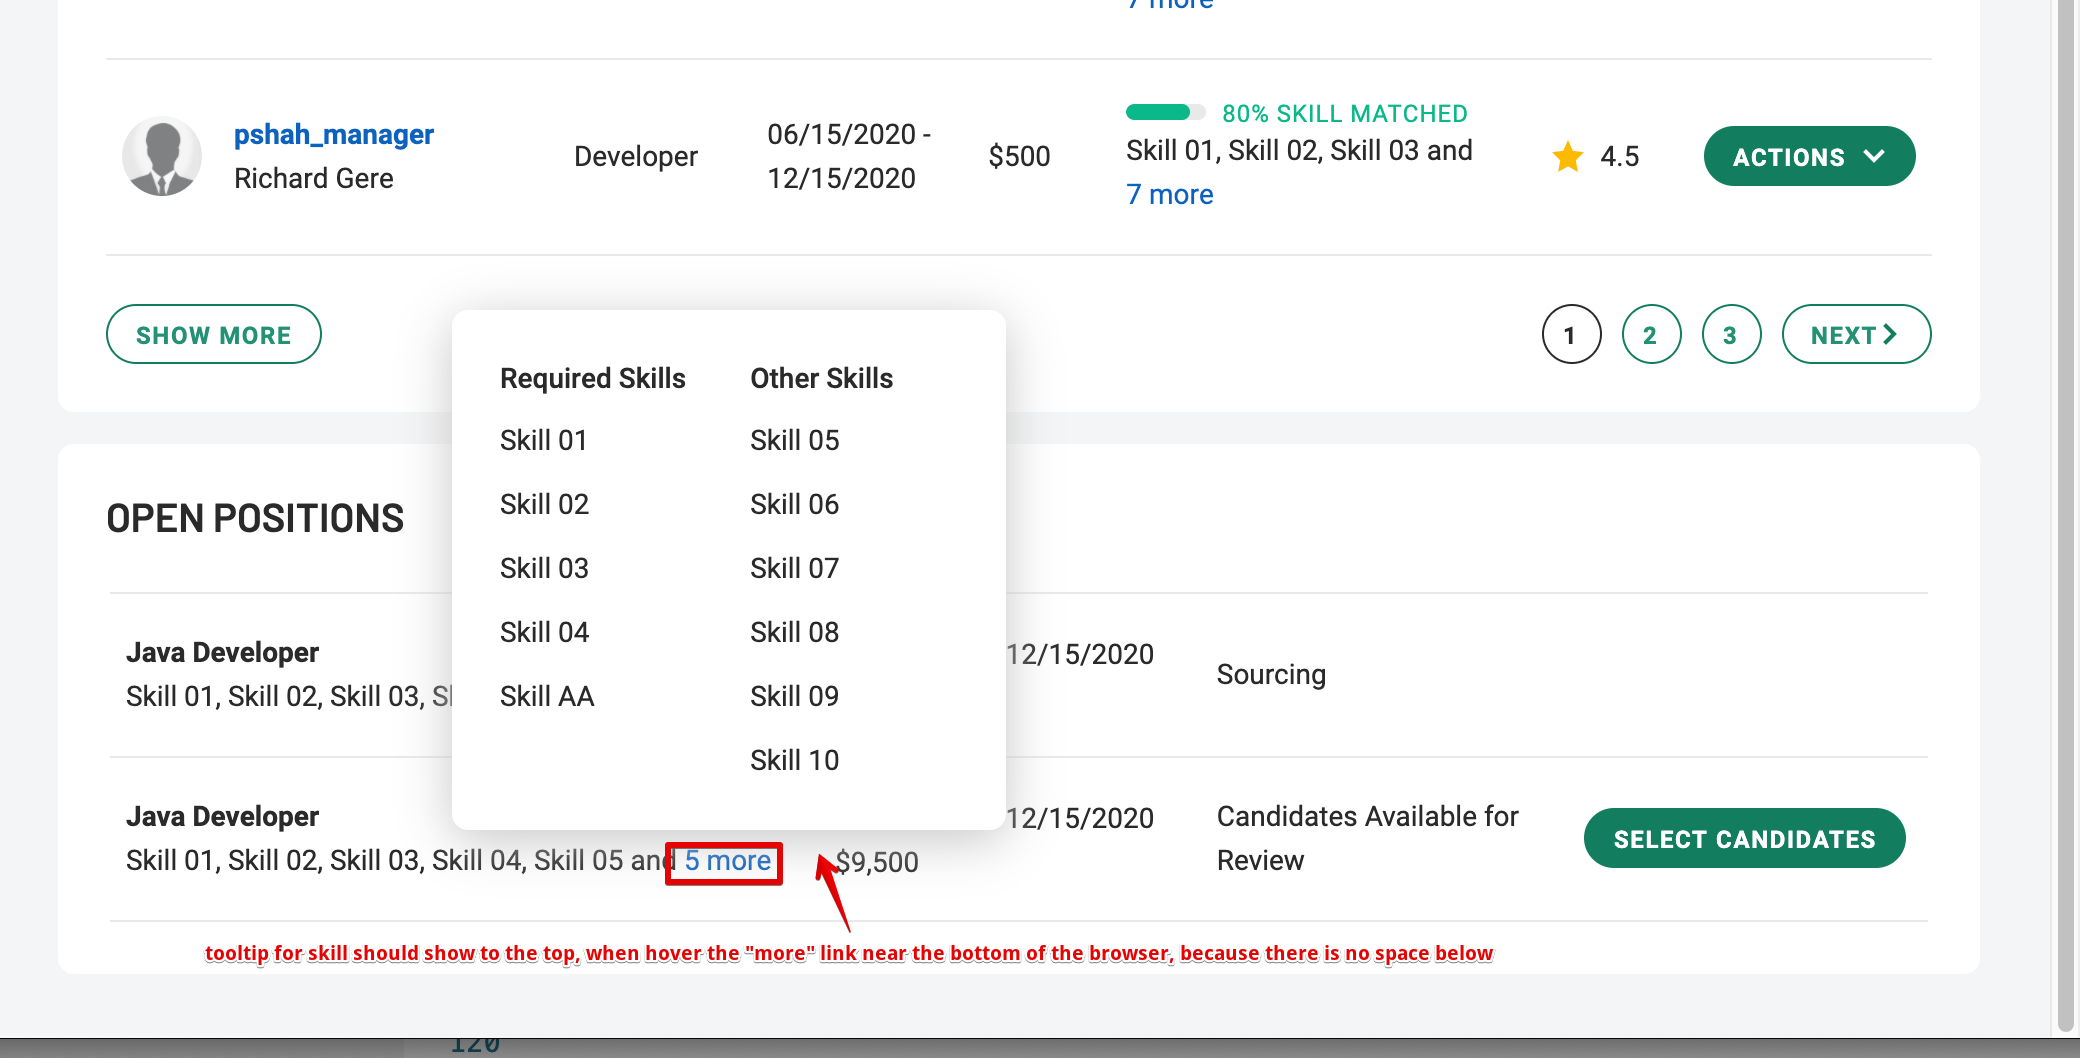 7 more
80% SKILL MATCHED
pshah_manager
Richard Gere
Developer
06/15/2020 -
12/15/2020
$500
Skill 01, Skill 02, Skill 03 and
7 more
4.5
ACTIONS
SHOW MORE
1
2
3
NEXT
Required Skills
Other Skills
Skill 01
Skill 05
Skill 02
Skill 06
Skill 03
Skill 07
Skill 04
Skill 08
Skill AA
Skill 09
Skill 10
OPEN POSITIONS
Java Developer
Skill 01, Skill 02, Skill 03, Sk
12/15/2020
Sourcing
Java Developer
Skill 01, Skill 02, Skill 03, Skill 04, Skill 05 and 5 more
$9,500
12/15/2020
Candidates Available for
Review
SELECT CANDIDATES
tooltip for skill should show to the top, when hover the "more" link near the bottom of the browser, because there is no space below
120